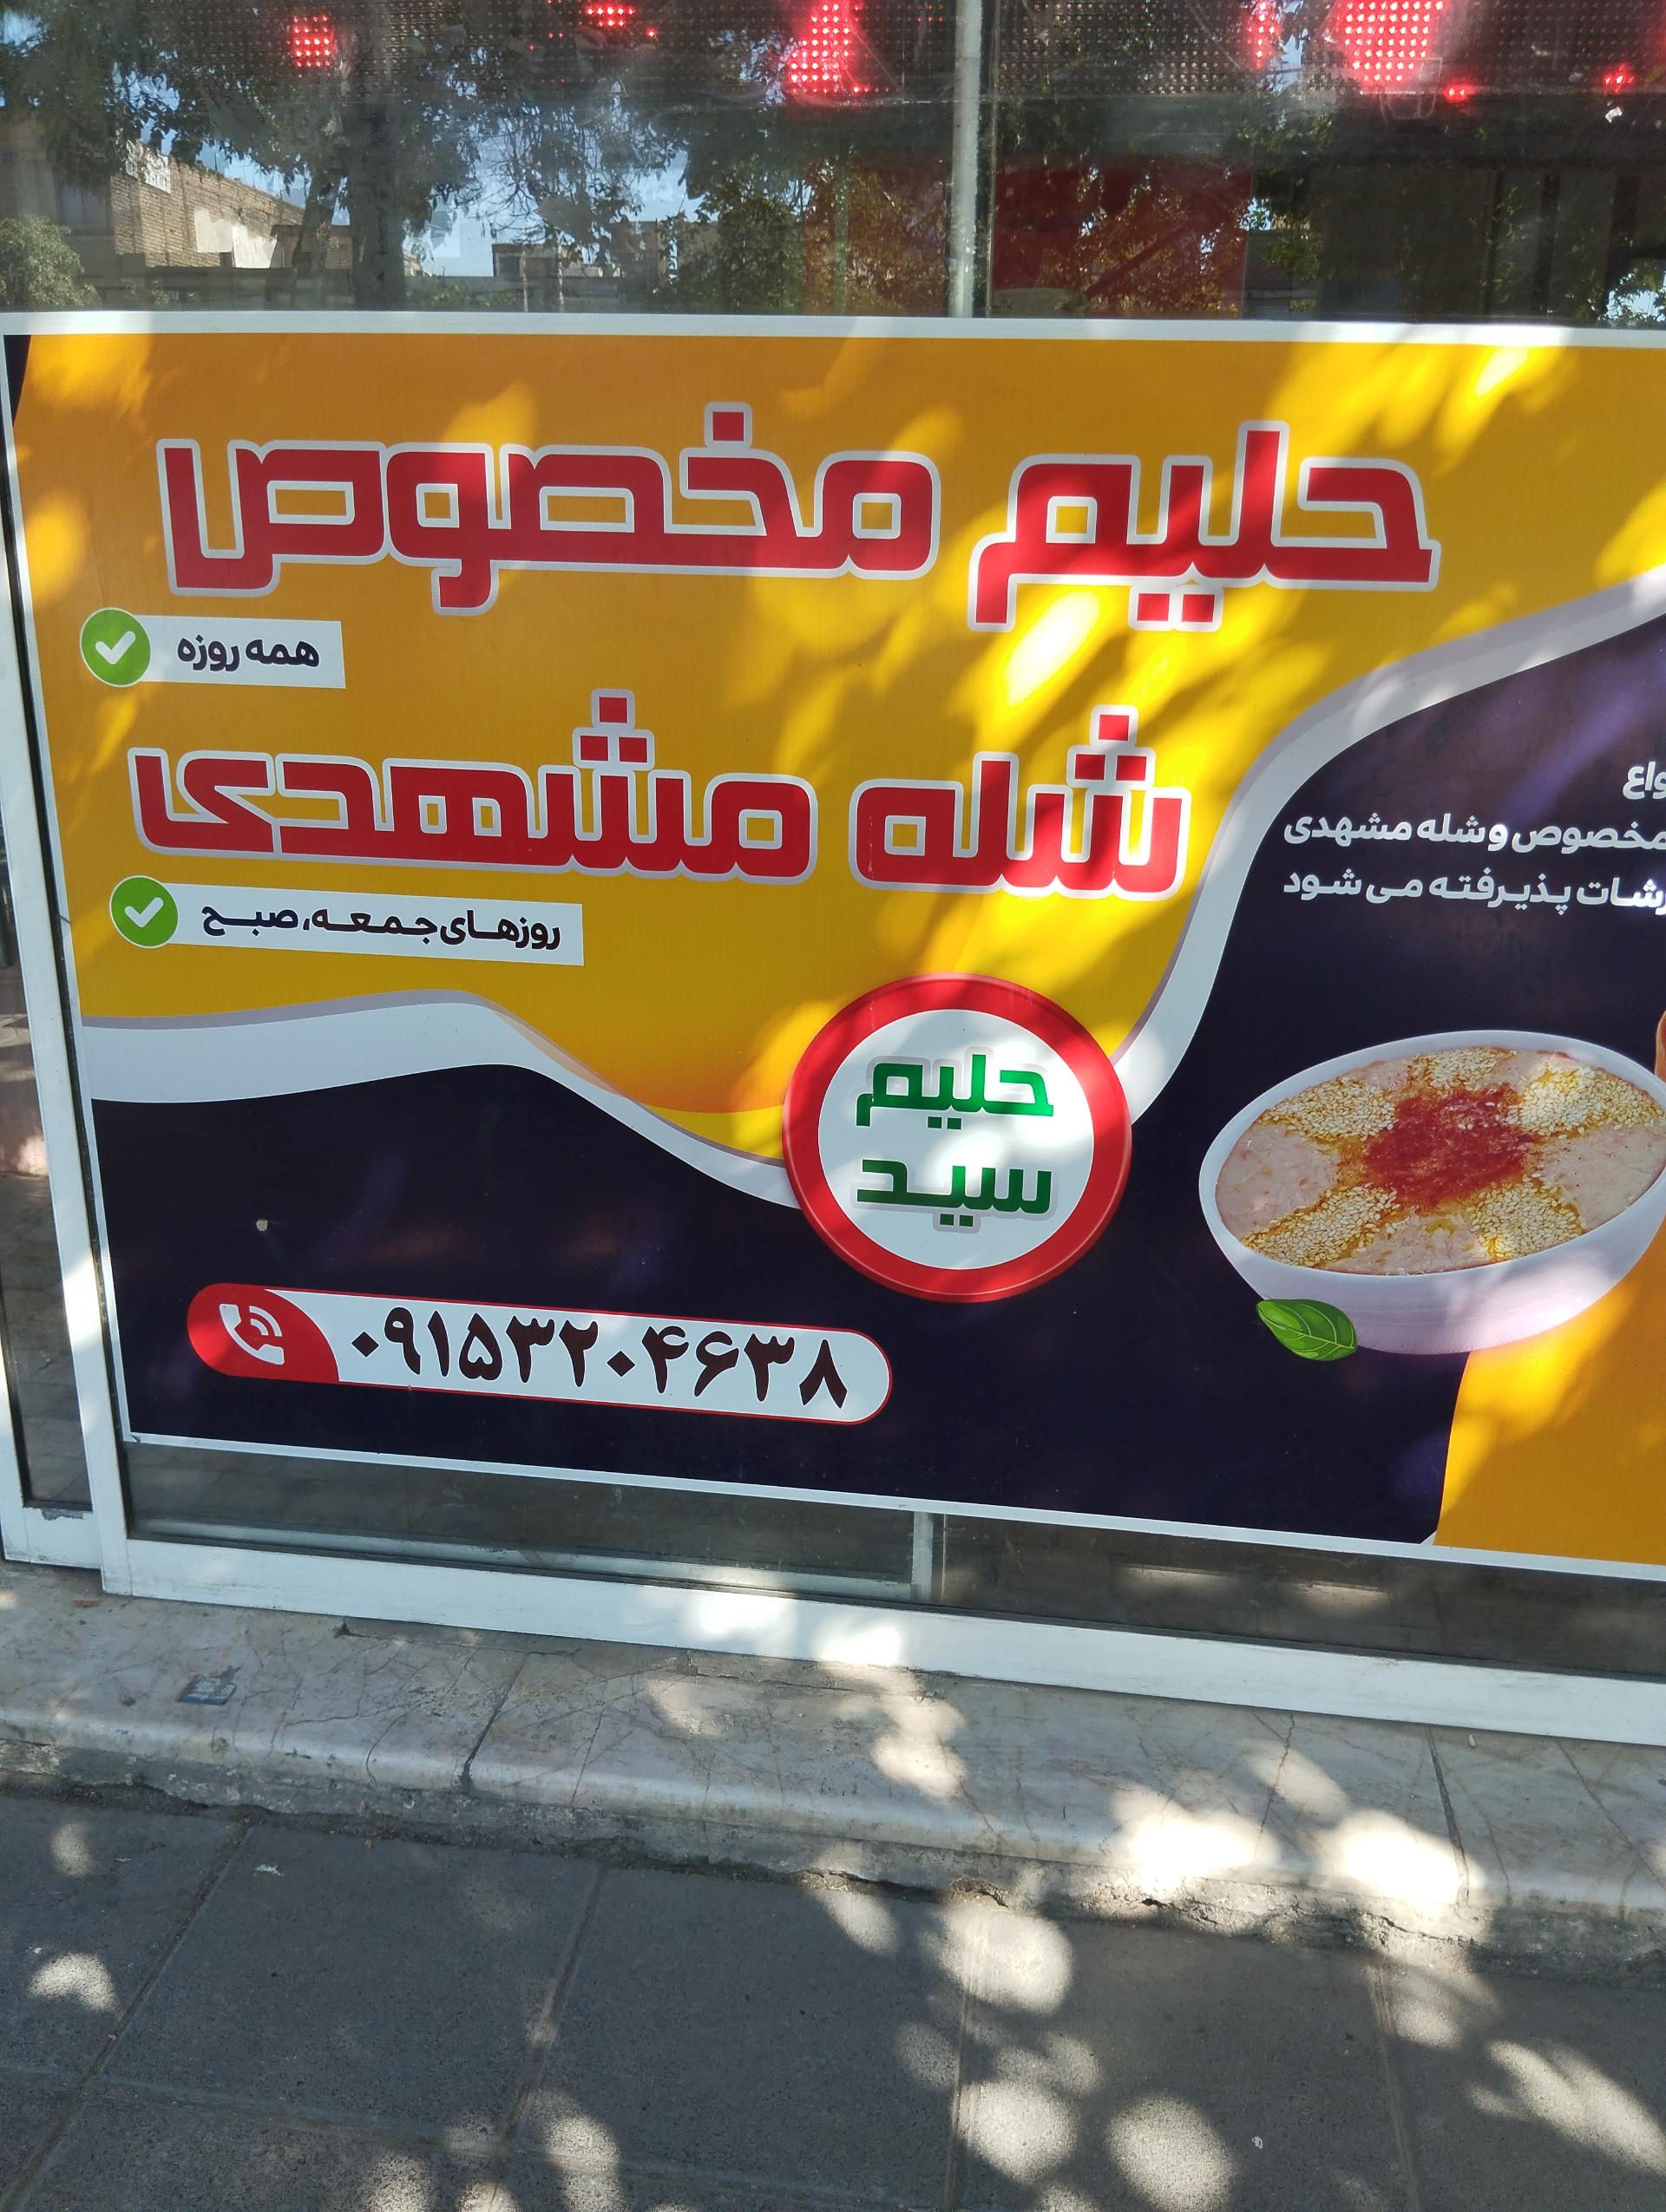 حلیم مخصوص
همه روزه
شله مشهدی
روزهای جمعه، صبح
مخصوص و شله مشهدی
پذیرفته می شود
حلیم
سید
۰۹۱۵۳۲۰۴۶۳۸